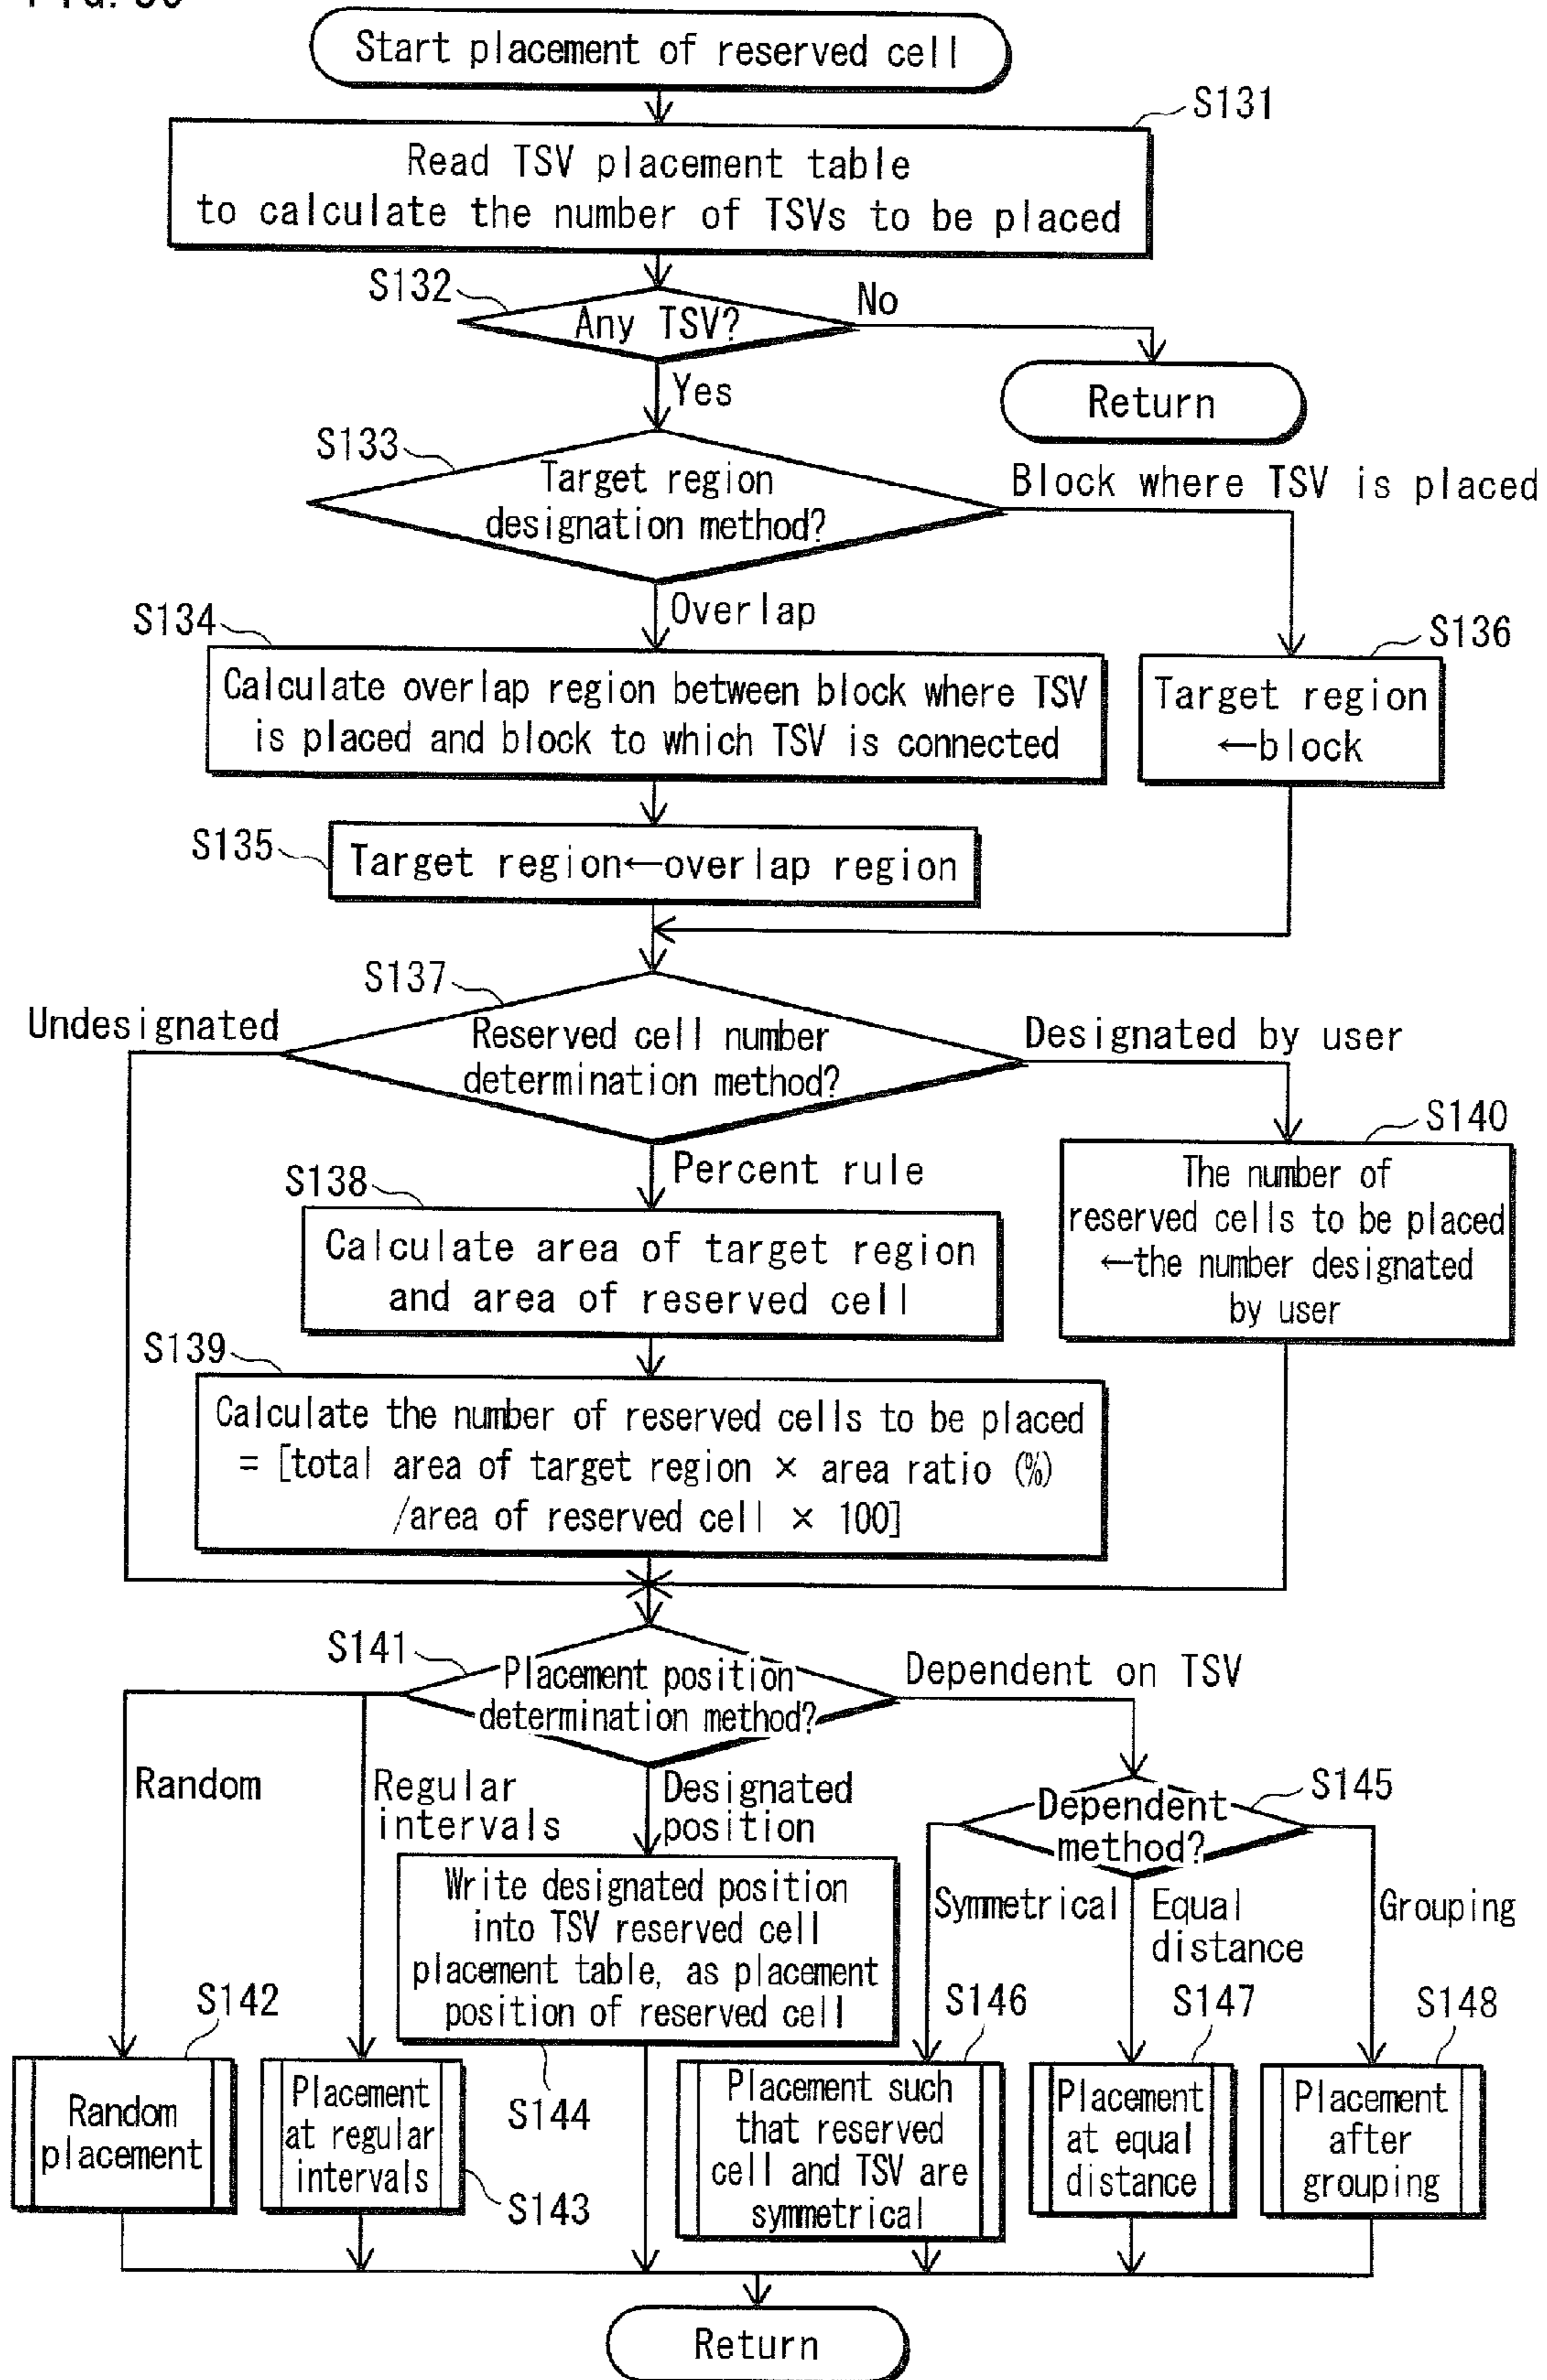 Start placement of reserved cell
S131
Read TSV placement table
to calculate the number of TSVs to be placed
S132
Any TSV?
No
Return
Yes
S133
Target region
designation method?
Block where TSV is placed
Overlap
S134
Calculate overlap region between block where TSV
is placed and block to which TSV is connected
S136
Target region
←block
S135
Target region←overlap region
S137
Undesignated
Reserved cell number
determination method?
Designated by user
S140
The number of
reserved cells to be placed
←the number designated
by user
Percent rule
S138
Calculate area of target region
and area of reserved cell
S139
Calculate the number of reserved cells to be placed
= [total area of target region × area ratio (%)
/area of reserved cell × 100]
S141
Placement position
determination method?
Dependent on TSV
Random
Regular
intervals
Designated
position
S145
Dependent
method?
Write designated position
into TSV reserved cell
placement table, as placement
position of reserved cell
Symmetrical
Equal
distance
Grouping
S142
Random
placement
Placement
at regular
intervals
S143
S144
S146
Placement such
that reserved
cell and TSV are
symmetrical
S147
Placement
at equal
distance
S148
Placement
after
grouping
Return